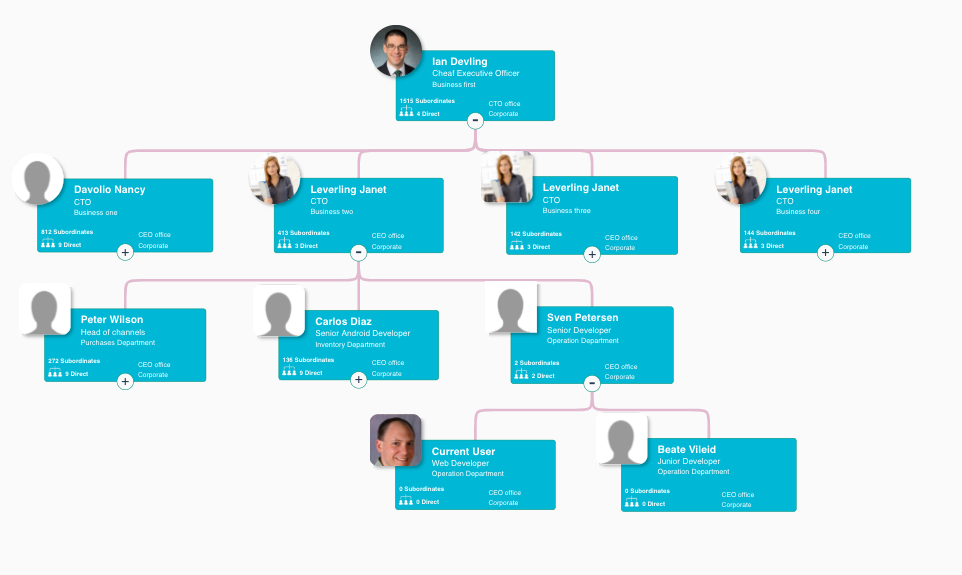 Ian Devling
Cheaf Executive Officer
Business first
1515 Subordinates
4 Direct
CTO office
Corporate
Davolio Nancy
CTO
Business one
812 Subordinates
9 Direct
CEO office
Corporate
Leverling Janet
CTO
Business two
413 Subordinates
3 Direct
CEO office
Corporate
Leverling Janet
CTO
Business three
142 Subordinates
3 Direct
CEO office
Corporate
Leverling Janet
CTO
Business four
144 Subordinates
3 Direct
CEO office
Corporate
Peter Wilson
Head of channels
Purchases Department
272 Subordinates
9 Direct
CEO office
Corporate
Carlos Diaz
Senior Android Developer
Inventory Department
136 Subordinates
9 Direct
CEO office
Corporate
Sven Petersen
Senior Developer
Operation Department
2 Subordinates
2 Direct
CEO office
Corporate
Current User
Web Developer
Operation Department
0 Subordinates
0 Direct
CEO office
Corporate
Beate Vileid
Junior Developer
Operation Department
0 Subordinates
0 Direct
CEO office
Corporate